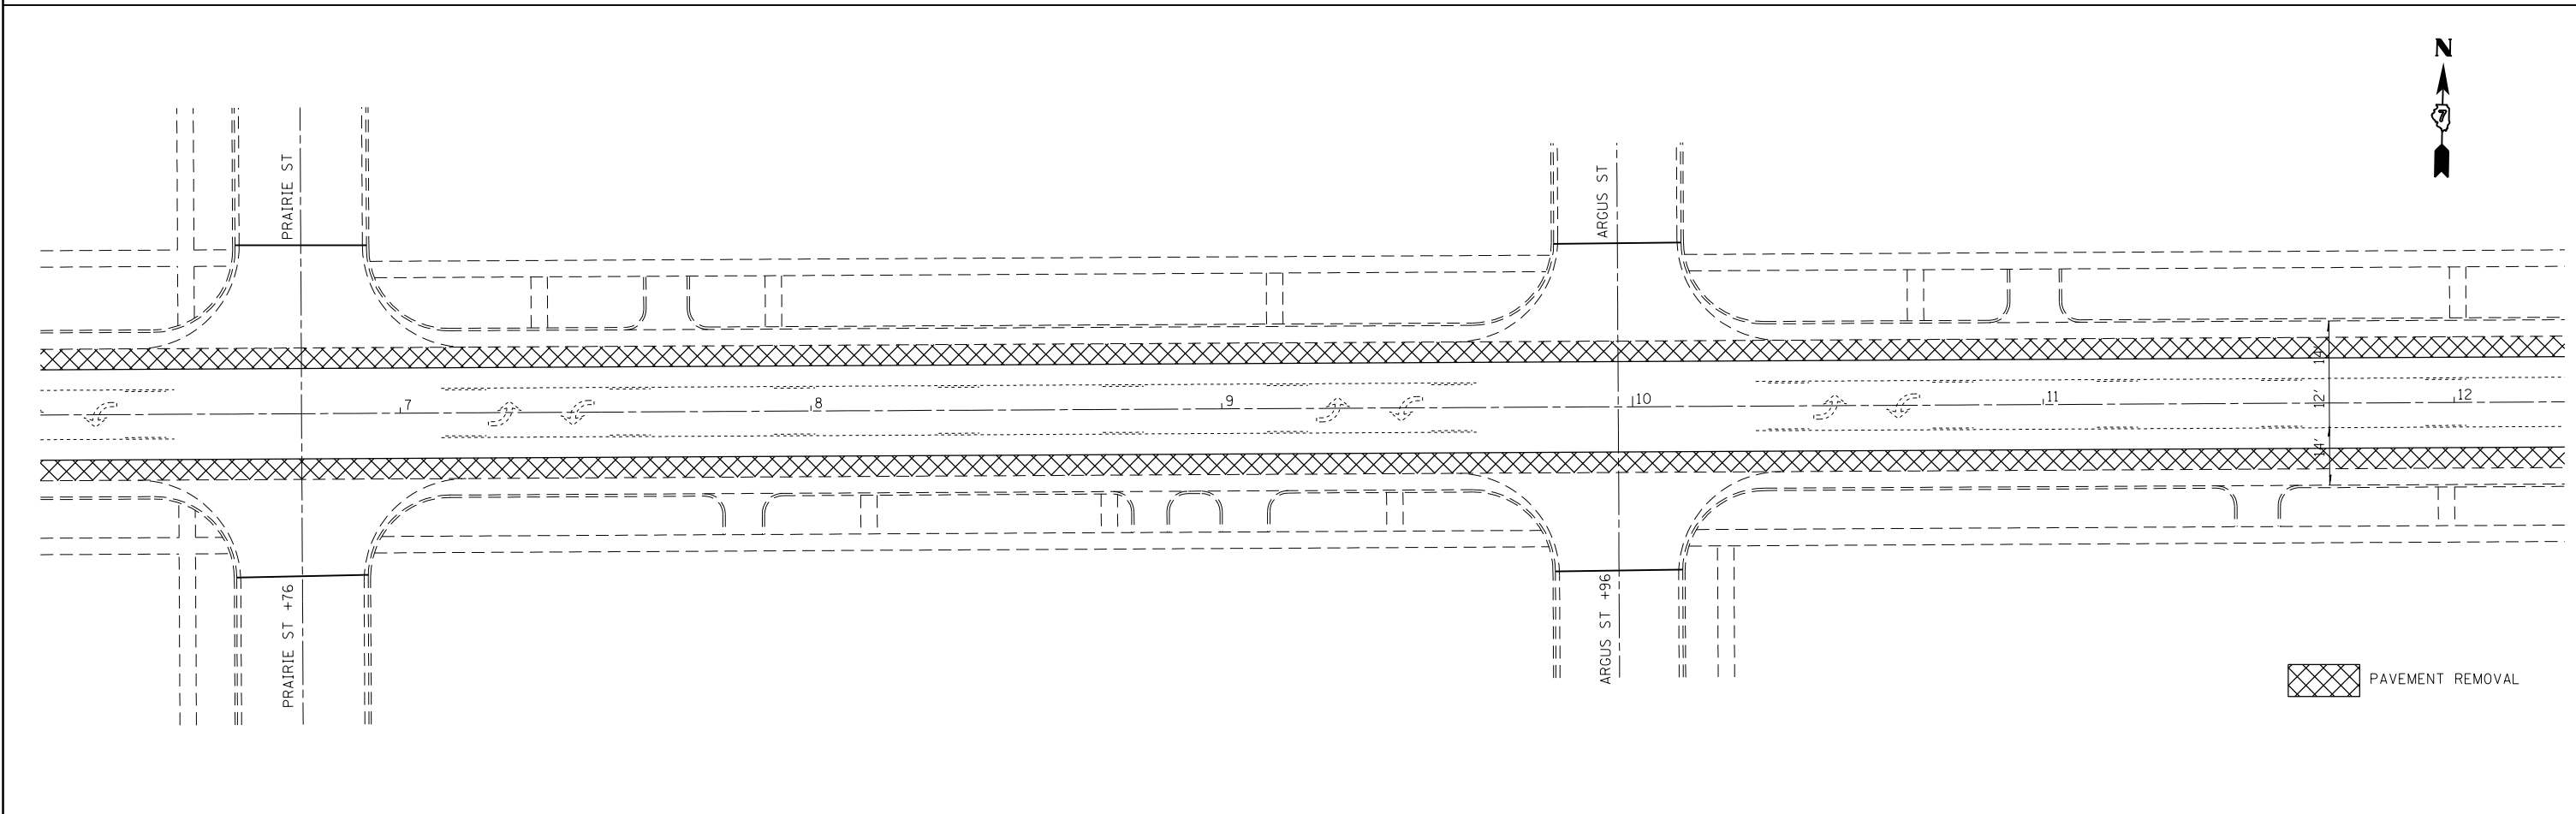 N
7
PRAIRIE ST
ARGUS ST
14'
7
8
9
10
11
12
12'
14'
PRAIRIE ST +76
ARGUS ST +96
PAVEMENT REMOVAL